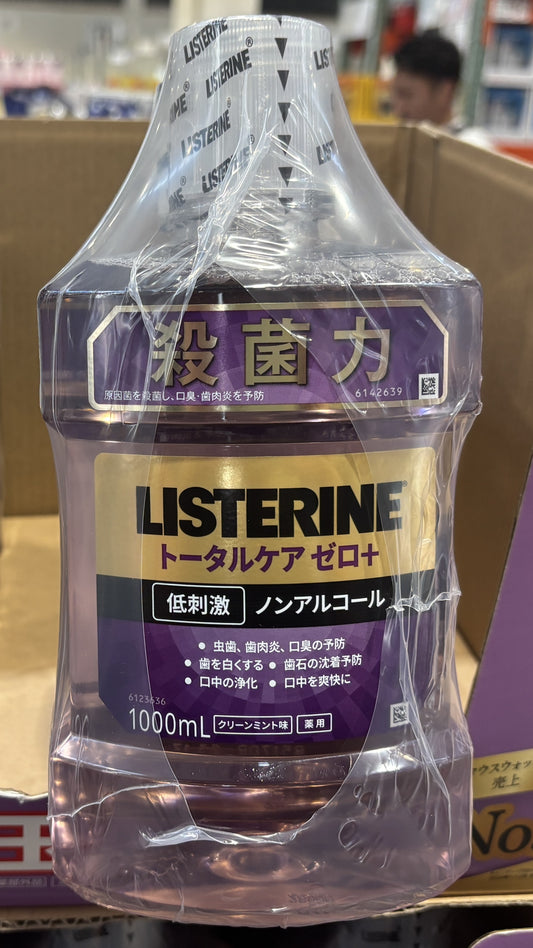 LISTERINE
LISTERINE
LISTERINE
LISTERINE
殺菌力
原因菌を殺菌し、口臭・歯肉炎を予防
6142639
LISTERINE
トータルケア ゼロ+
低刺激 ノンアルコール
● 虫歯、歯肉炎、口臭の予防
● 歯を白くする ● 歯石の沈着予防
● 口中の浄化 ● 口中を爽快に
6123636
1000mL クリーンミント味 薬用
売上
No